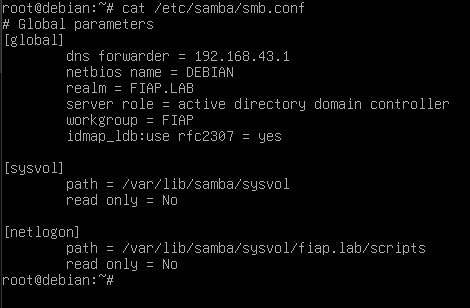 root@debian:~# cat /etc/samba/smb.conf
# Global parameters
[global]
dns forwarder = 192.168.43.1
netbios name = DEBIAN
realm = FIAP.LAB
server role = active directory domain controller
workgroup = FIAP
idmap_ldb:use rfc2307 = yes
[sysvol]
path = /var/lib/samba/sysvol
read only = No
[netlogon]
path = /var/lib/samba/sysvol/fiap.lab/scripts
read only = No
root@debian:~#